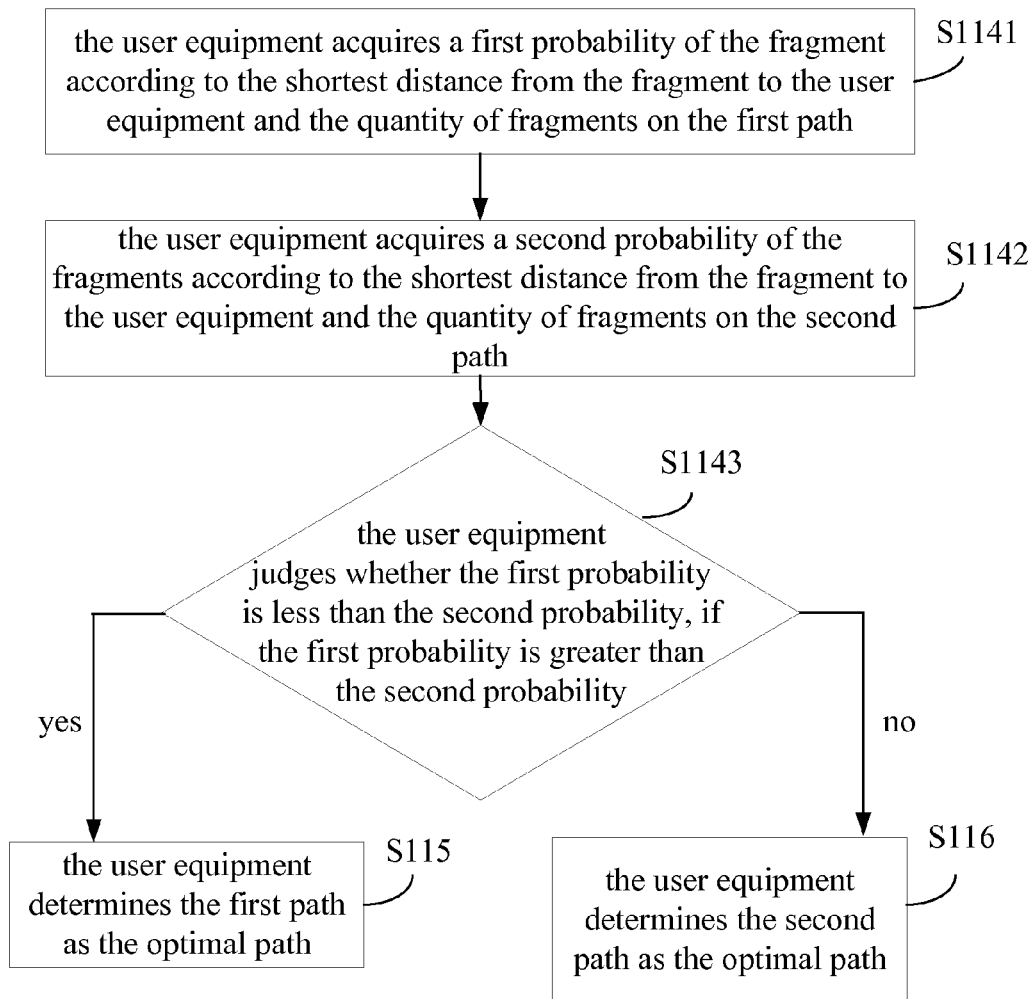 the user equipment acquires a first probability of the fragment
according to the shortest distance from the fragment to the user
equipment and the quantity of fragments on the first path
S1141
the user equipment acquires a second probability of the
fragments according to the shortest distance from the fragment to
the user equipment and the quantity of fragments on the second
path
S1142
S1143
the user equipment
judges whether the first probability
is less than the second probability, if
the first probability is greater than
the second probability
yes
no
the user equipment
determines the first path
as the optimal path
S115
the user equipment
determines the second
path as the optimal path
S116